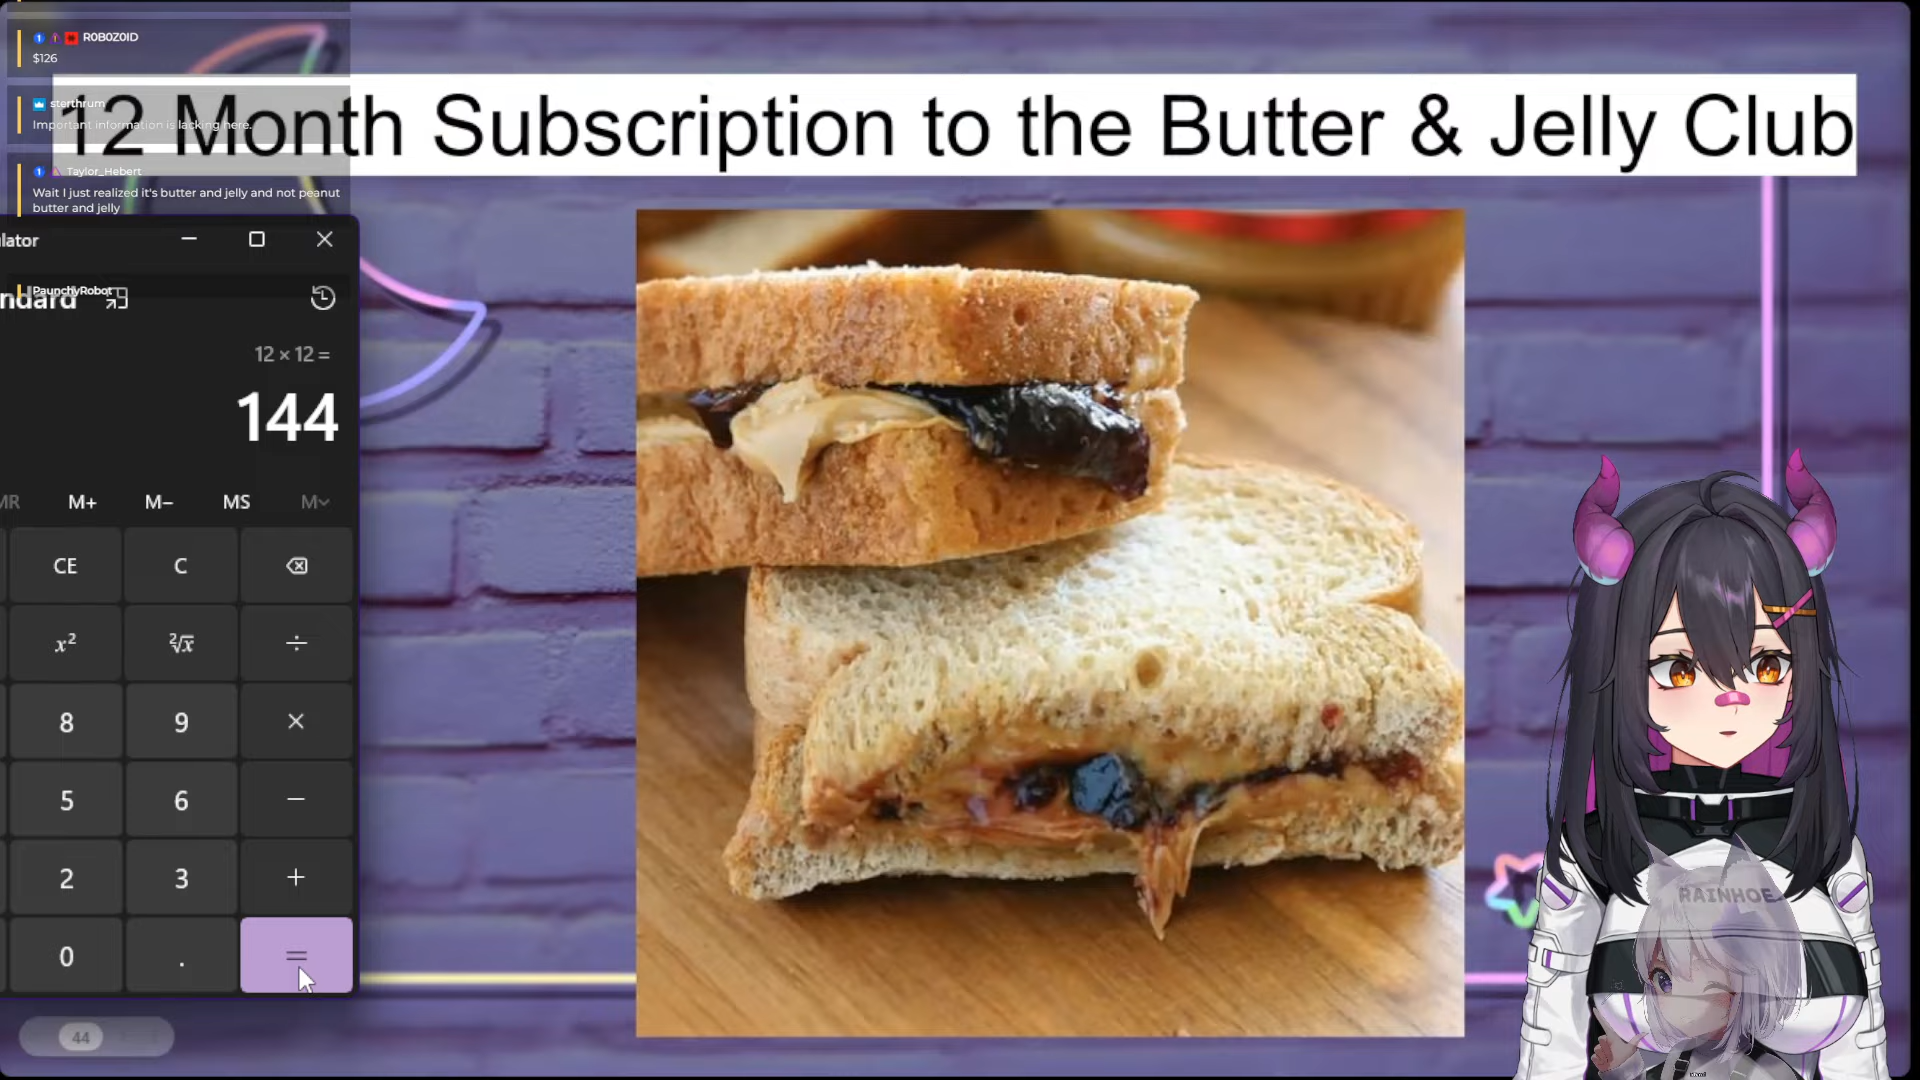 R0B0Z0ID
$126
sterthrum
Important information is lacking here.
12 Month Subscription to the Butter & Jelly Club
Taylor_Hebert
Wait I just realized it's butter and jelly and not peanut
butter and jelly
lator
PaunchyRobot
ndard
12 × 12 =
144
MR M+ M− MS M
CE C
x² ²√x ÷
8 9 ×
5 6 −
2 3 +
0 . =
44
RAINHOE